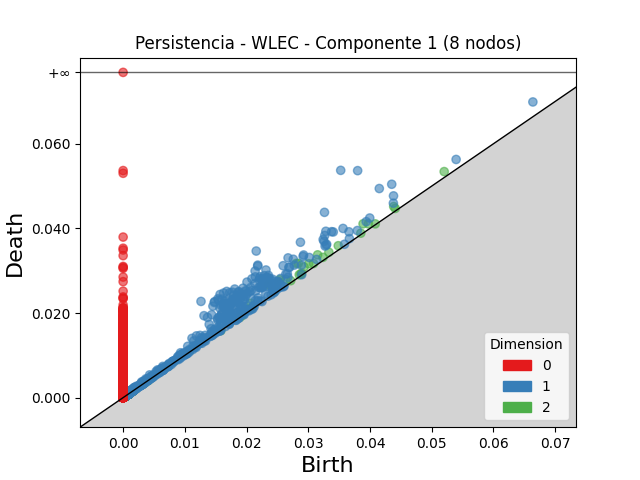 Persistencia - WLEC - Componente 1 (8 nodos)
+∞
0.060
0.040
0.020
0.000
Death
0.00 0.01 0.02 0.03 0.04 0.05 0.06 0.07
Birth
Dimension
0
1
2